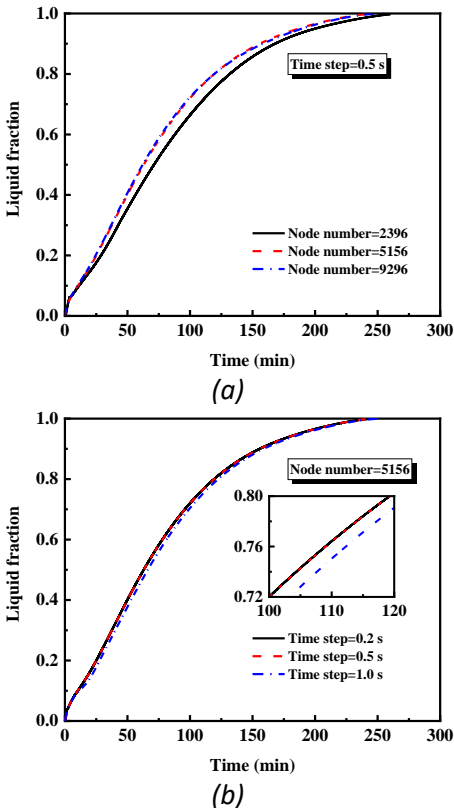 1.0
0.8
0.6
0.4
0.2
0.0
Liquid fraction
Time step=0.5 s
Node number=2396
Node number=5156
Node number=9296
0 50 100 150 200 250 300
Time (min)
(a)
1.0
0.8
0.6
0.4
0.2
0.0
Liquid fraction
Node number=5156
0.80
0.76
0.72
100 110 120
Time step=0.2 s
Time step=0.5 s
Time step=1.0 s
0 50 100 150 200 250 300
Time (min)
(b)